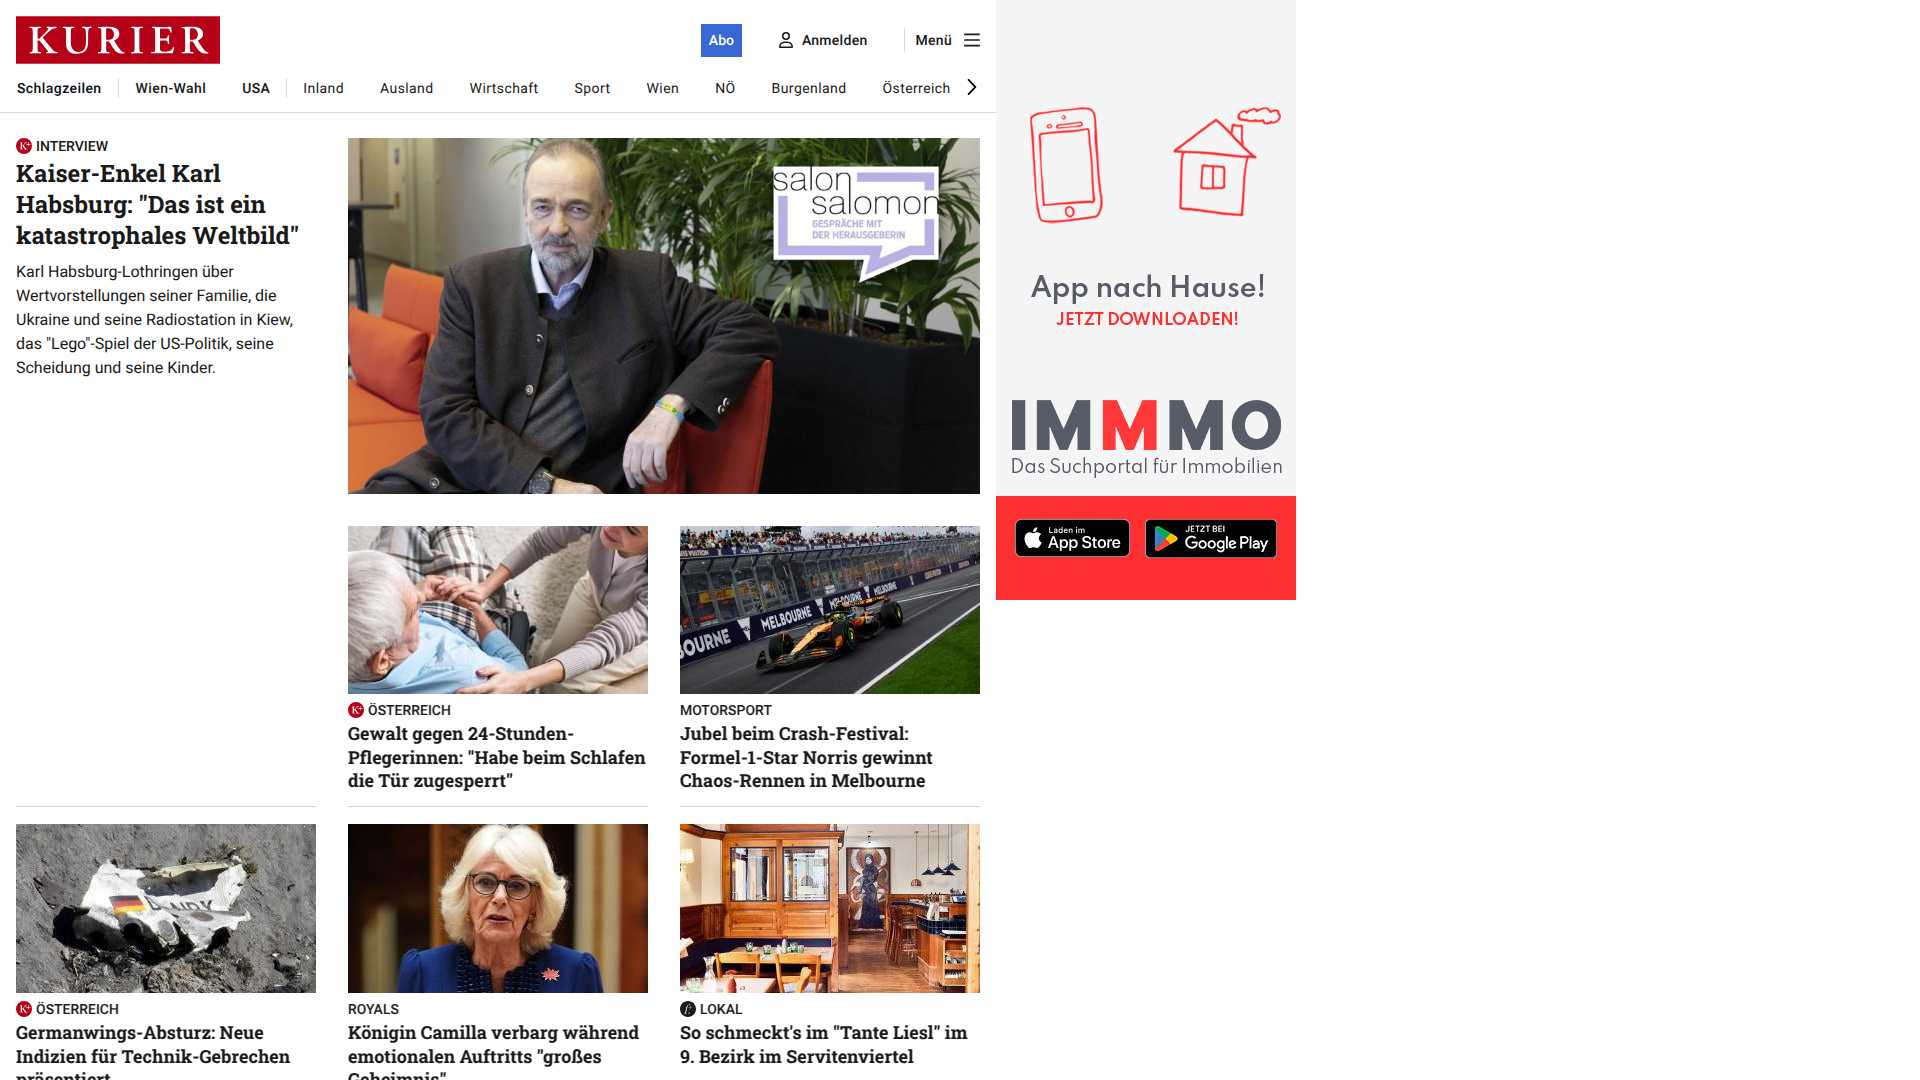 KURIER
Abo
Anmelden
Menü
Schlagzeilen
Wien-Wahl
USA
Inland
Ausland
Wirtschaft
Sport
Wien
NÖ
Burgenland
Österreich
INTERVIEW
Kaiser-Enkel Karl
Habsburg: "Das ist ein
katastrophales Weltbild"
Karl Habsburg-Lothringen über
Wertvorstellungen seiner Familie, die
Ukraine und seine Radiostation in Kiew,
das "Lego"-Spiel der US-Politik, seine
Scheidung und seine Kinder.
salon
salomon
GESPRÄCHE MIT
DER HERAUSGEBERIN
App nach Hause!
JETZT DOWNLOADEN!
IMMMO
Das Suchportal für Immobilien
Laden im
App Store
JETZT BEI
Google Play
MELBOURNE
BOURNE
K+ ÖSTERREICH
Gewalt gegen 24-Stunden-
Pflegerinnen: "Habe beim Schlafen
die Tür zugesperrt"
MOTORSPORT
Jubel beim Crash-Festival:
Formel-1-Star Norris gewinnt
Chaos-Rennen in Melbourne
K+ ÖSTERREICH
Germanwings-Absturz: Neue
Indizien für Technik-Gebrechen
präsentiert
ROYALS
Königin Camilla verbarg während
emotionalen Auftritts "großes
Geheimnis"
LOKAL
So schmeckt's im "Tante Liesl" im
9. Bezirk im Servitenviertel